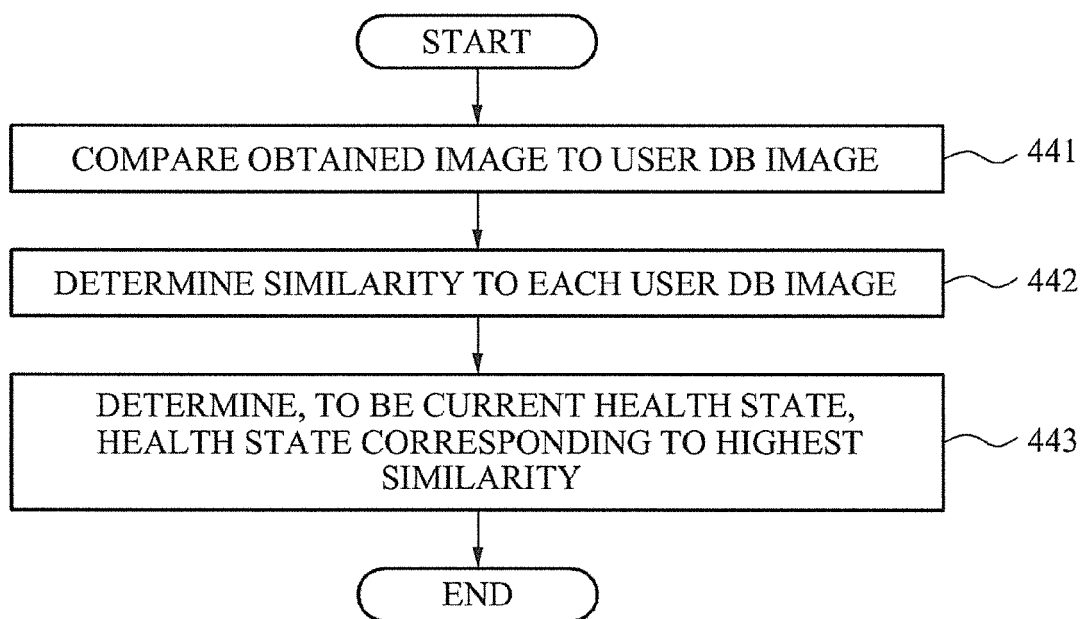 START
COMPARE OBTAINED IMAGE TO USER DB IMAGE
441
DETERMINE SIMILARITY TO EACH USER DB IMAGE
442
DETERMINE, TO BE CURRENT HEALTH STATE,
HEALTH STATE CORRESPONDING TO HIGHEST
SIMILARITY
443
END